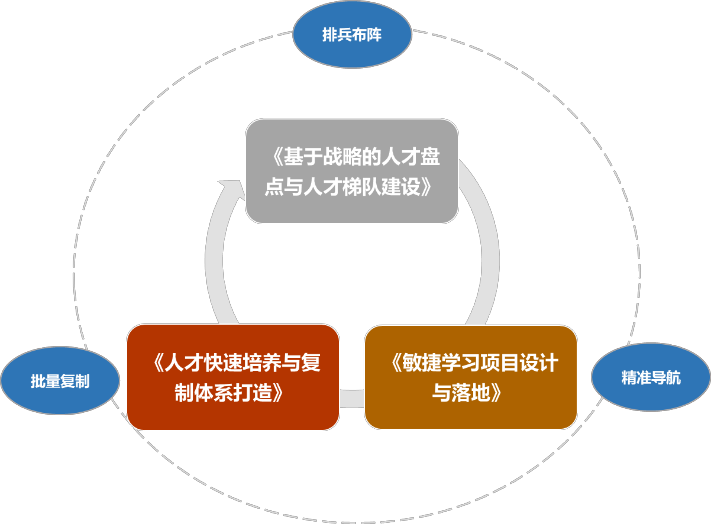 排兵布阵
《基于战略的人才盘
点与人才梯队建设》
《人才快速培养与复
制体系打造》
《敏捷学习项目设计
与落地》
批量复制
精准导航